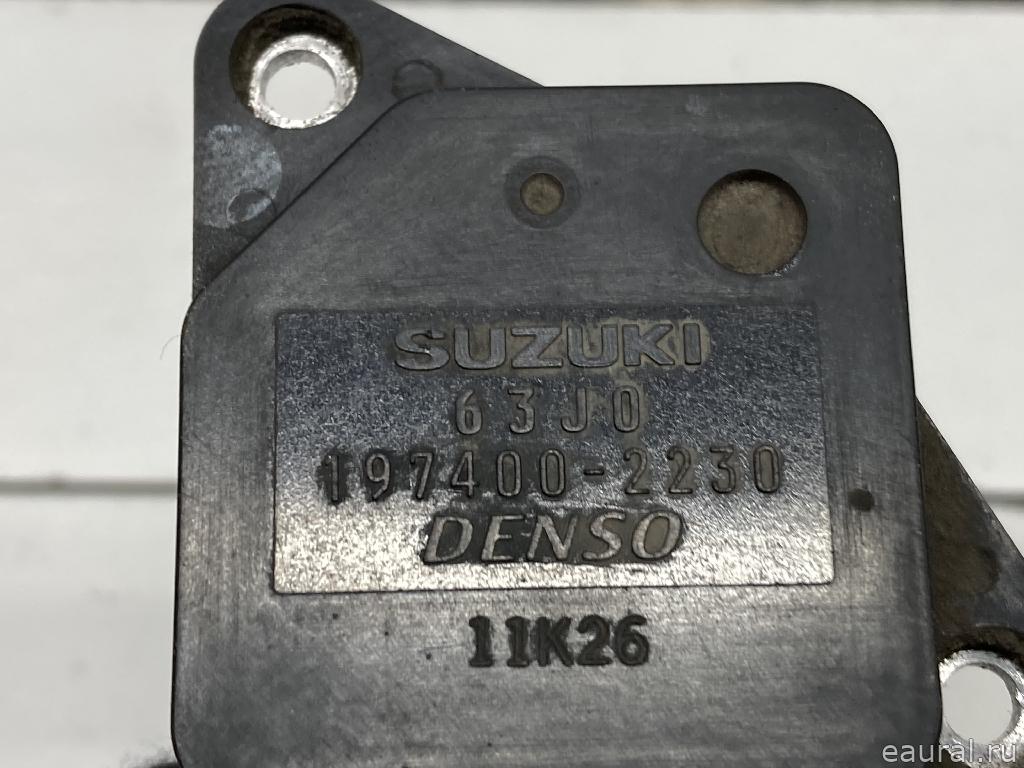 SUZUKI
63J0
197400-2230
DENSO
11K26
eaural.ru